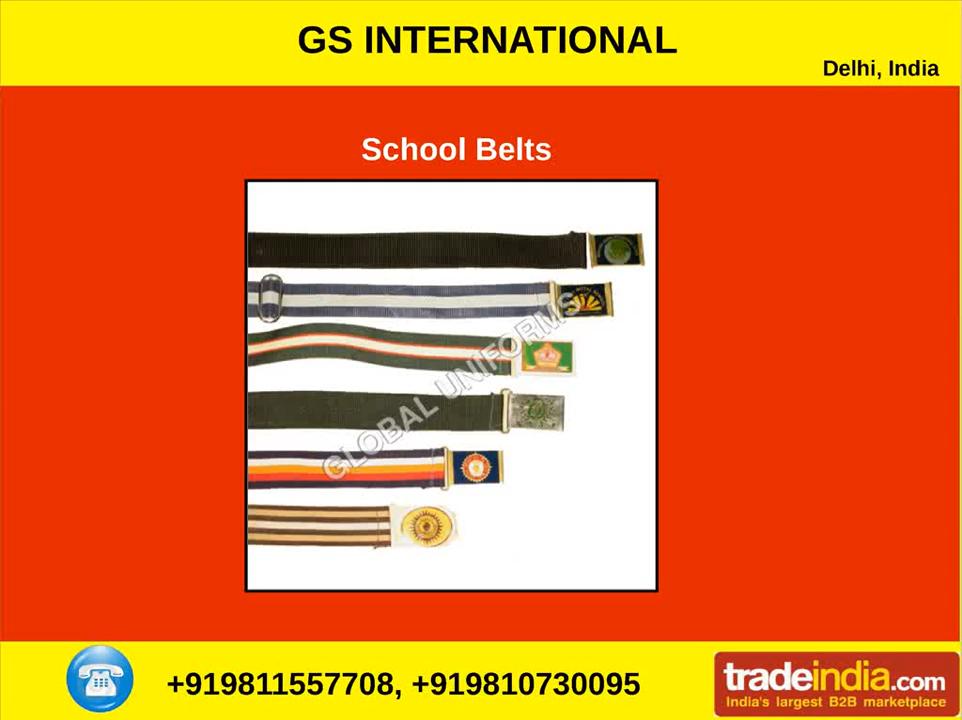 GS INTERNATIONAL
Delhi, India
School Belts
GLOBAL UNIFORMS
+919811557708, +919810730095
tradeindia.com
India's largest B2B marketplace